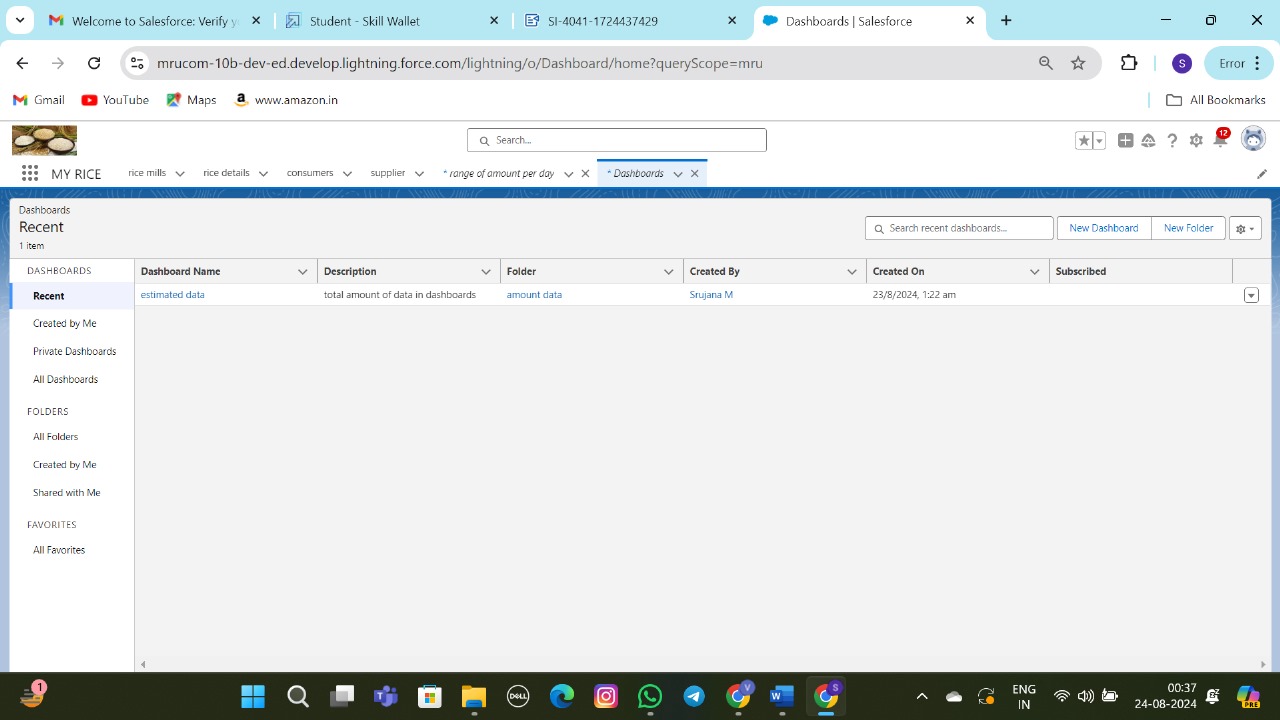 Welcome to Salesforce: Verify yo
Student - Skill Wallet
SI-4041-1724437429
Dashboards | Salesforce
mrucom-10b-dev-ed.develop.lightning.force.com/lightning/o/Dashboard/home?queryScope=mru
S
Error
Gmail
YouTube
Maps
www.amazon.in
All Bookmarks
Search...
12
MY RICE
rice mills
rice details
consumers
supplier
* range of amount per day
* Dashboards
Dashboards
Recent
1 item
Search recent dashboards...
New Dashboard
New Folder
DASHBOARDS
Dashboard Name
Description
Folder
Created By
Created On
Subscribed
Recent
estimated data
total amount of data in dashboards
amount data
Srujana M
23/8/2024, 1:22 am
Created by Me
Private Dashboards
All Dashboards
FOLDERS
All Folders
Created by Me
Shared with Me
FAVORITES
All Favorites
1
DELL
V
S
ENG
IN
00:37
24-08-2024
PRE